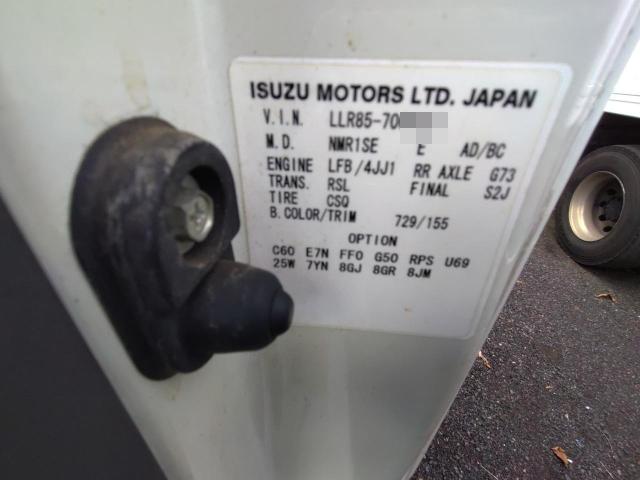 ISUZU MOTORS LTD. JAPAN
V.I.N. LLR85-70
M.D. NMR1SE E AD/BC
ENGINE LFB/4JJ1 RR AXLE G73
TRANS. RSL FINAL S2J
TIRE CSQ
B.COLOR/TRIM 729/155
OPTION
C60 E7N FF0 G50 RPS U69
25W 7YN 8GJ 8GR 8JM